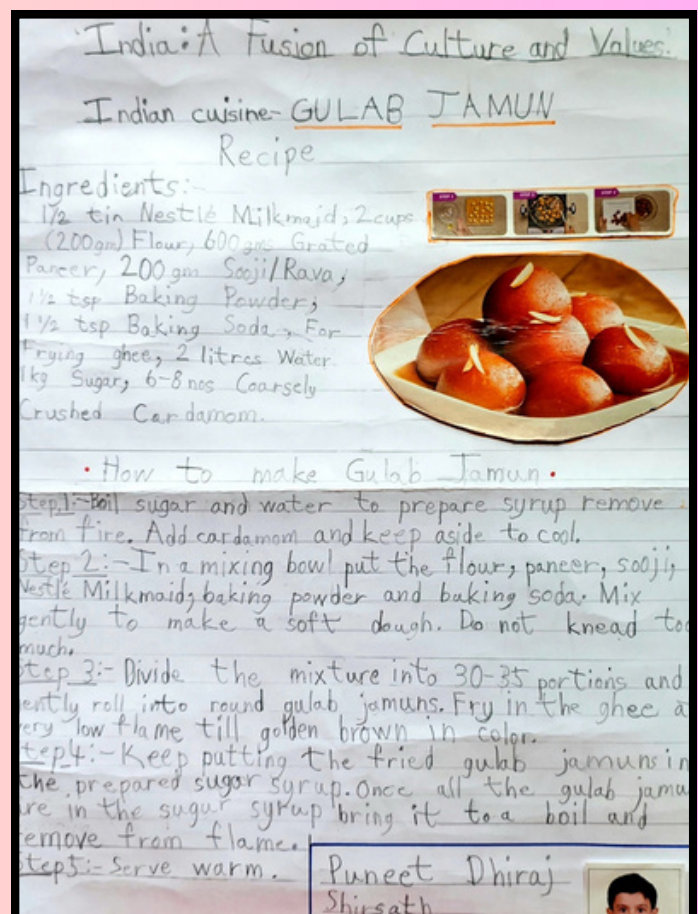 'India: A Fusion of Culture and Values.'
Indian cuisine- GULAB JAMUN
Recipe
Ingredients:-
1½ tin Nestlé Milkmaid, 2 cups
(200gm) Flour, 600 gms Grated
Paneer, 200 gm Sooji/Rava,
1½ tsp Baking Powder,
1½ tsp Baking Soda, For
Frying ghee, 2 litres Water
1kg Sugar, 6-8 nos Coarsely
Crushed Cardamom.
• How to make Gulab Jamun •
Step 1:- Boil sugar and water to prepare syrup remove
from fire. Add cardamom and keep aside to cool.
Step 2:- In a mixing bowl put the flour, paneer, sooji,
Nestlé Milkmaid, baking powder and baking soda. Mix
gently to make a soft dough. Do not knead too
much.
Step 3:- Divide the mixture into 30-35 portions and
ently roll into round gulab jamuns. Fry in the ghee a
ery low flame till golden brown in color.
Step 4:- Keep putting the fried gulab jamuns in
the prepared sugar syrup. Once all the gulab jamu
re in the sugar syrup bring it to a boil and
emove from flame.
Step 5:- Serve warm.
Puneet Dhiraj
Shirsath